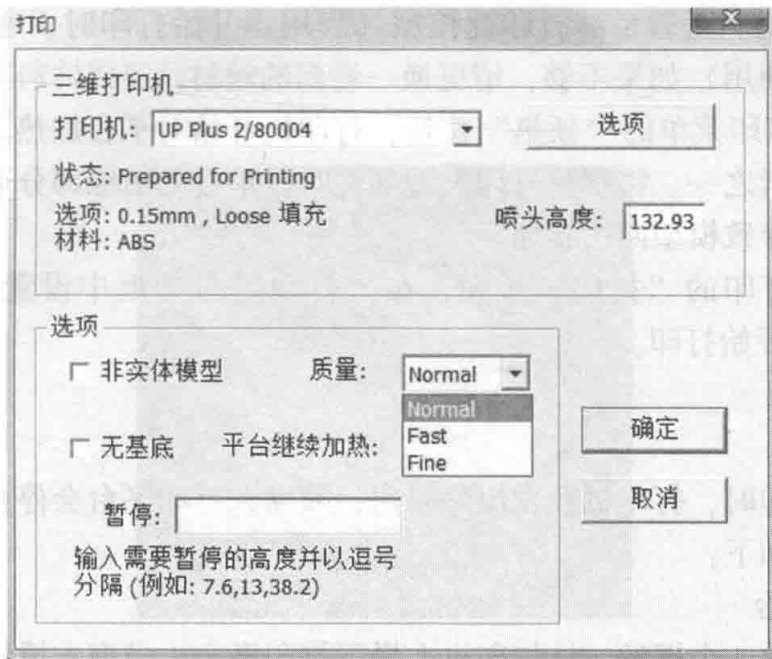 打印
三维打印机
打印机: UP Plus 2/80004 选项
状态: Prepared for Printing
选项: 0.15mm , Loose 填充 喷头高度: 132.93
材料: ABS
选项
非实体模型 质量: Normal
Normal
Fast
Fine
无基底 平台继续加热:
确定
取消
暂停:
输入需要暂停的高度并以逗号
分隔 (例如: 7.6,13,38.2)